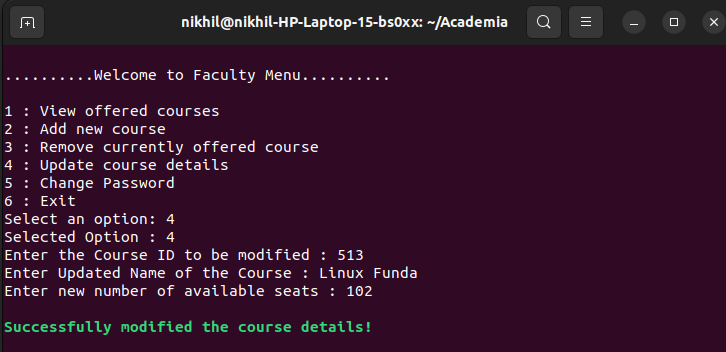 nikhil@nikhil-HP-Laptop-15-bs0xx: ~/Academia
..........Welcome to Faculty Menu..........
1 : View offered courses
2 : Add new course
3 : Remove currently offered course
4 : Update course details
5 : Change Password
6 : Exit
Select an option: 4
Selected Option : 4
Enter the Course ID to be modified : 513
Enter Updated Name of the Course : Linux Funda
Enter new number of available seats : 102
Successfully modified the course details!